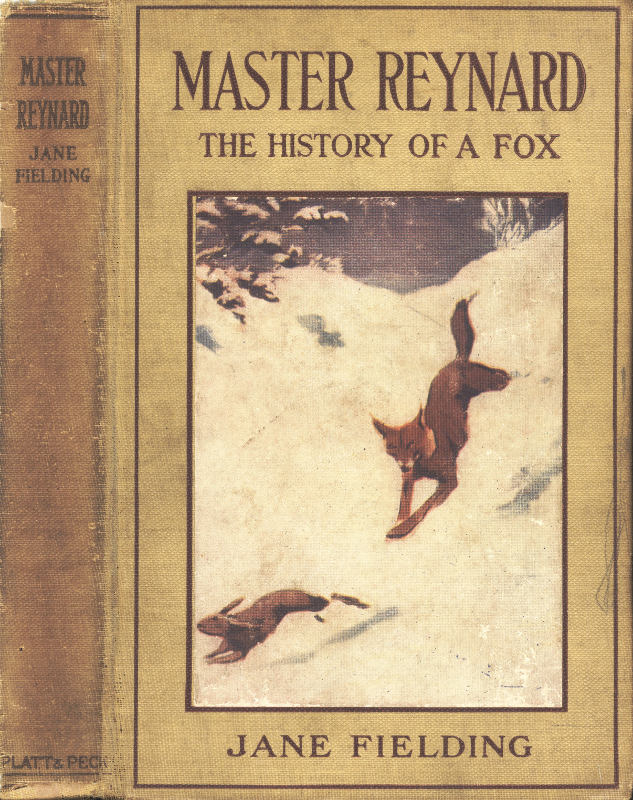 MASTER
REYNARD
JANE
FIELDING
PLATT & PECK
MASTER REYNARD
THE HISTORY OF A FOX
JANE FIELDING